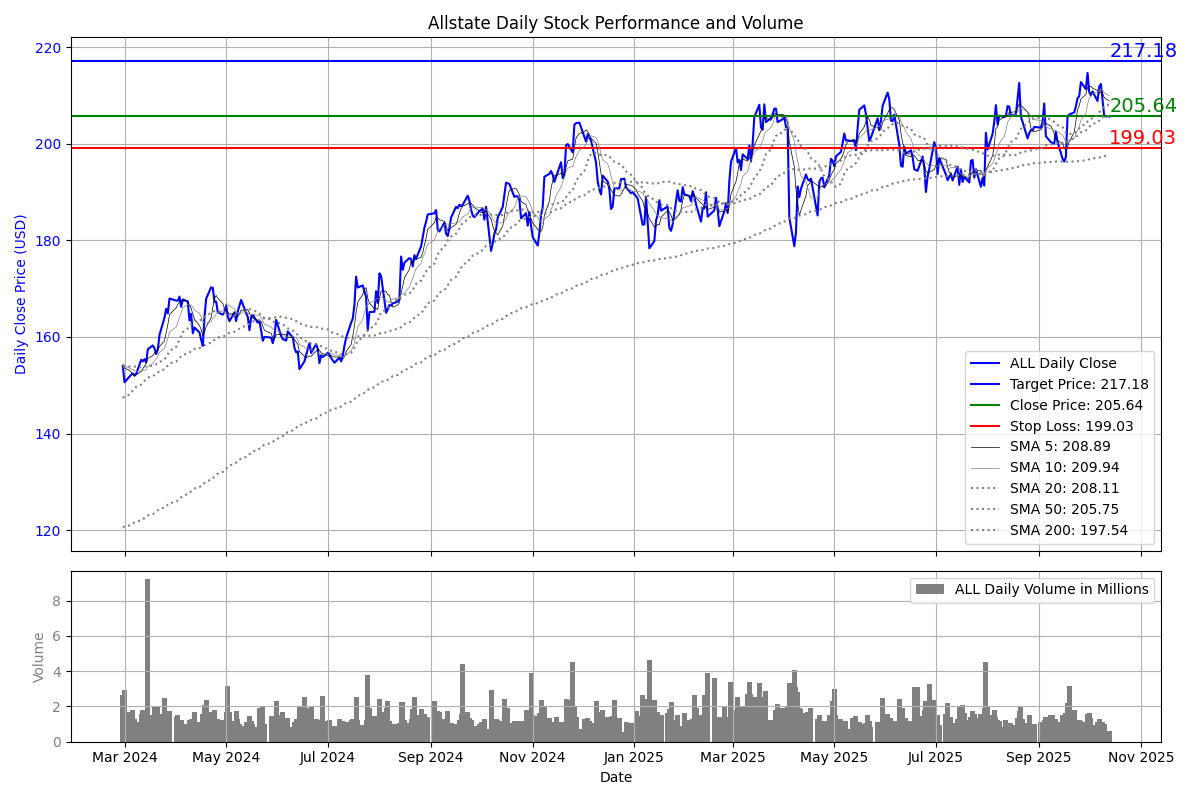 Allstate Daily Stock Performance and Volume
Daily Close Price (USD)
220
200
180
160
140
120
217.18
205.64
199.03
ALL Daily Close
Target Price: 217.18
Close Price: 205.64
Stop Loss: 199.03
SMA 5: 208.89
SMA 10: 209.94
SMA 20: 208.11
SMA 50: 205.75
SMA 200: 197.54
Volume
8
6
4
2
0
ALL Daily Volume in Millions
Mar 2024 May 2024 Jul 2024 Sep 2024 Nov 2024 Jan 2025 Mar 2025 May 2025 Jul 2025 Sep 2025 Nov 2025
Date